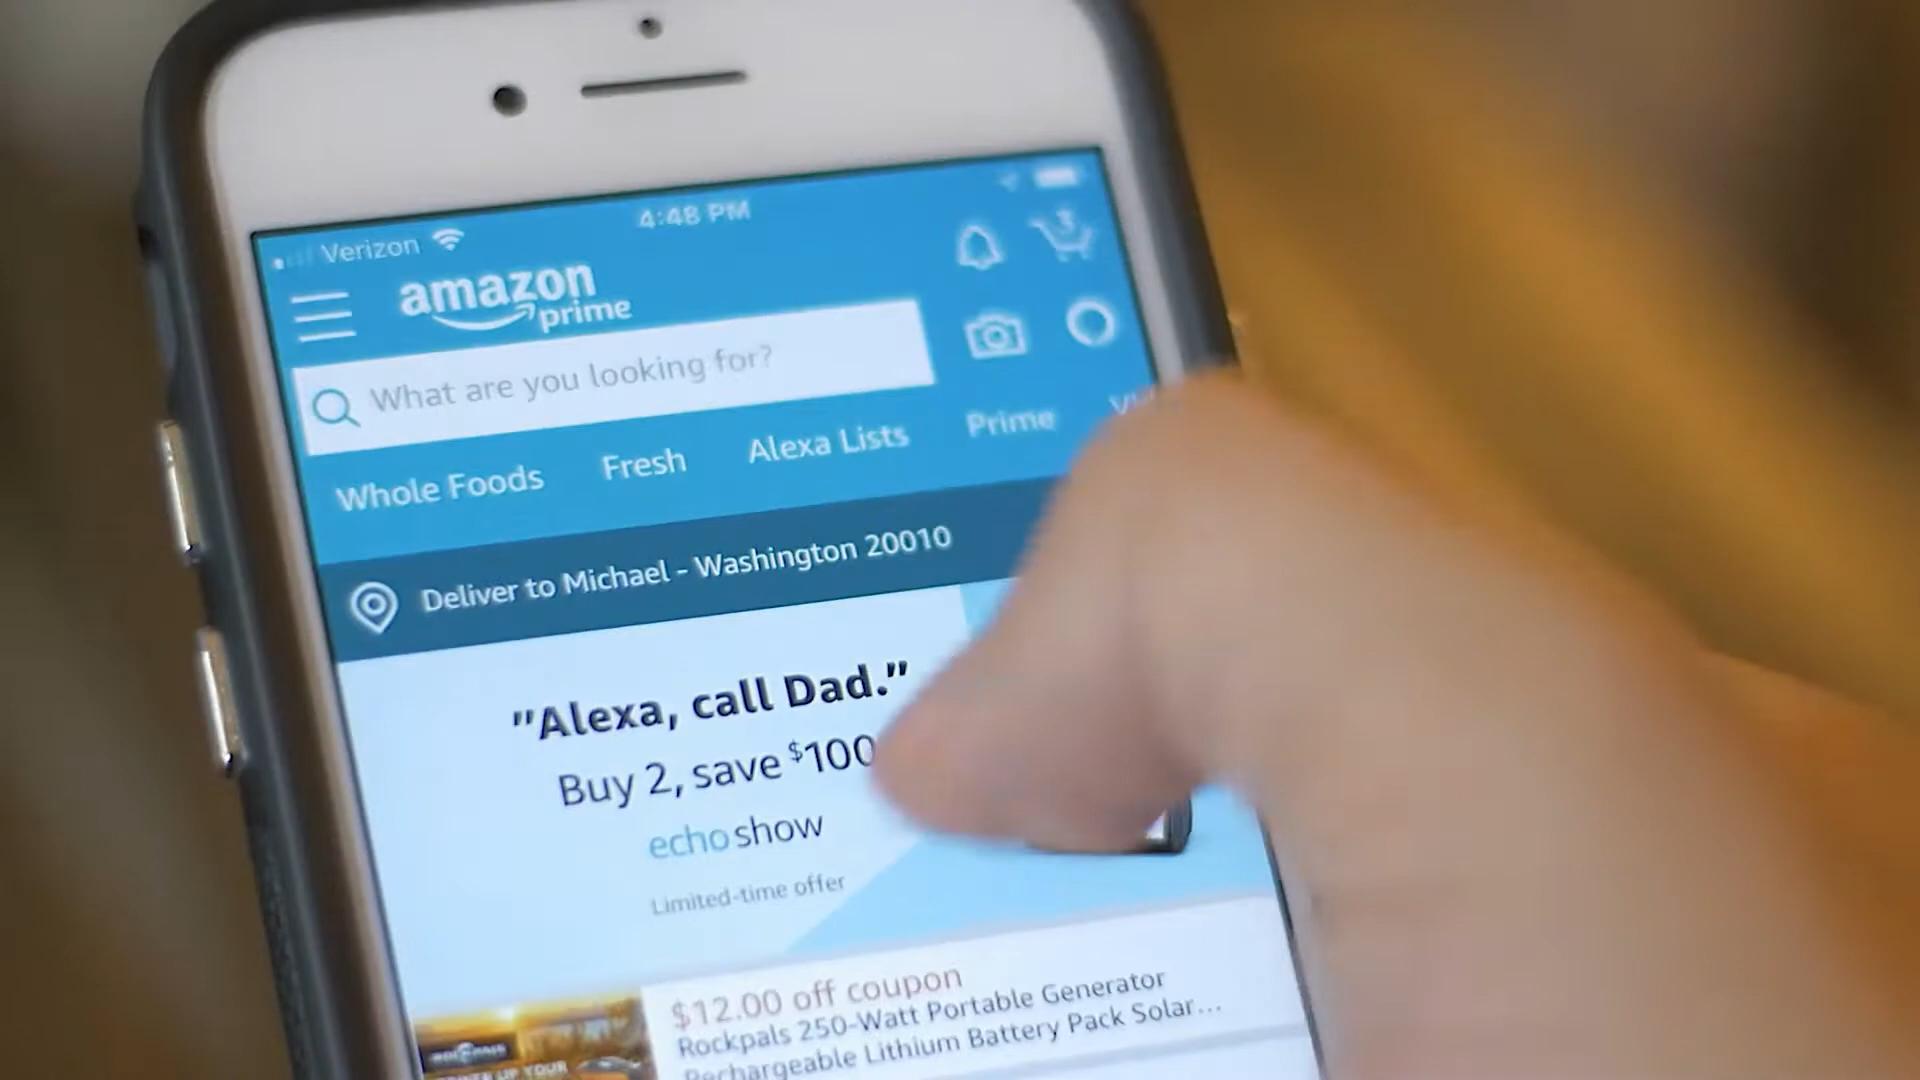 4:48 PM
Verizon
3
amazon
prime
What are you looking for?
Whole Foods Fresh Alexa Lists Prime
Deliver to Michael - Washington 20010
"Alexa, call Dad."
Buy 2, save $100
echo show
Limited-time offer
$12.00 off coupon
Rockpals 250-Watt Portable Generator
Rechargeable Lithium Battery Pack Solar...